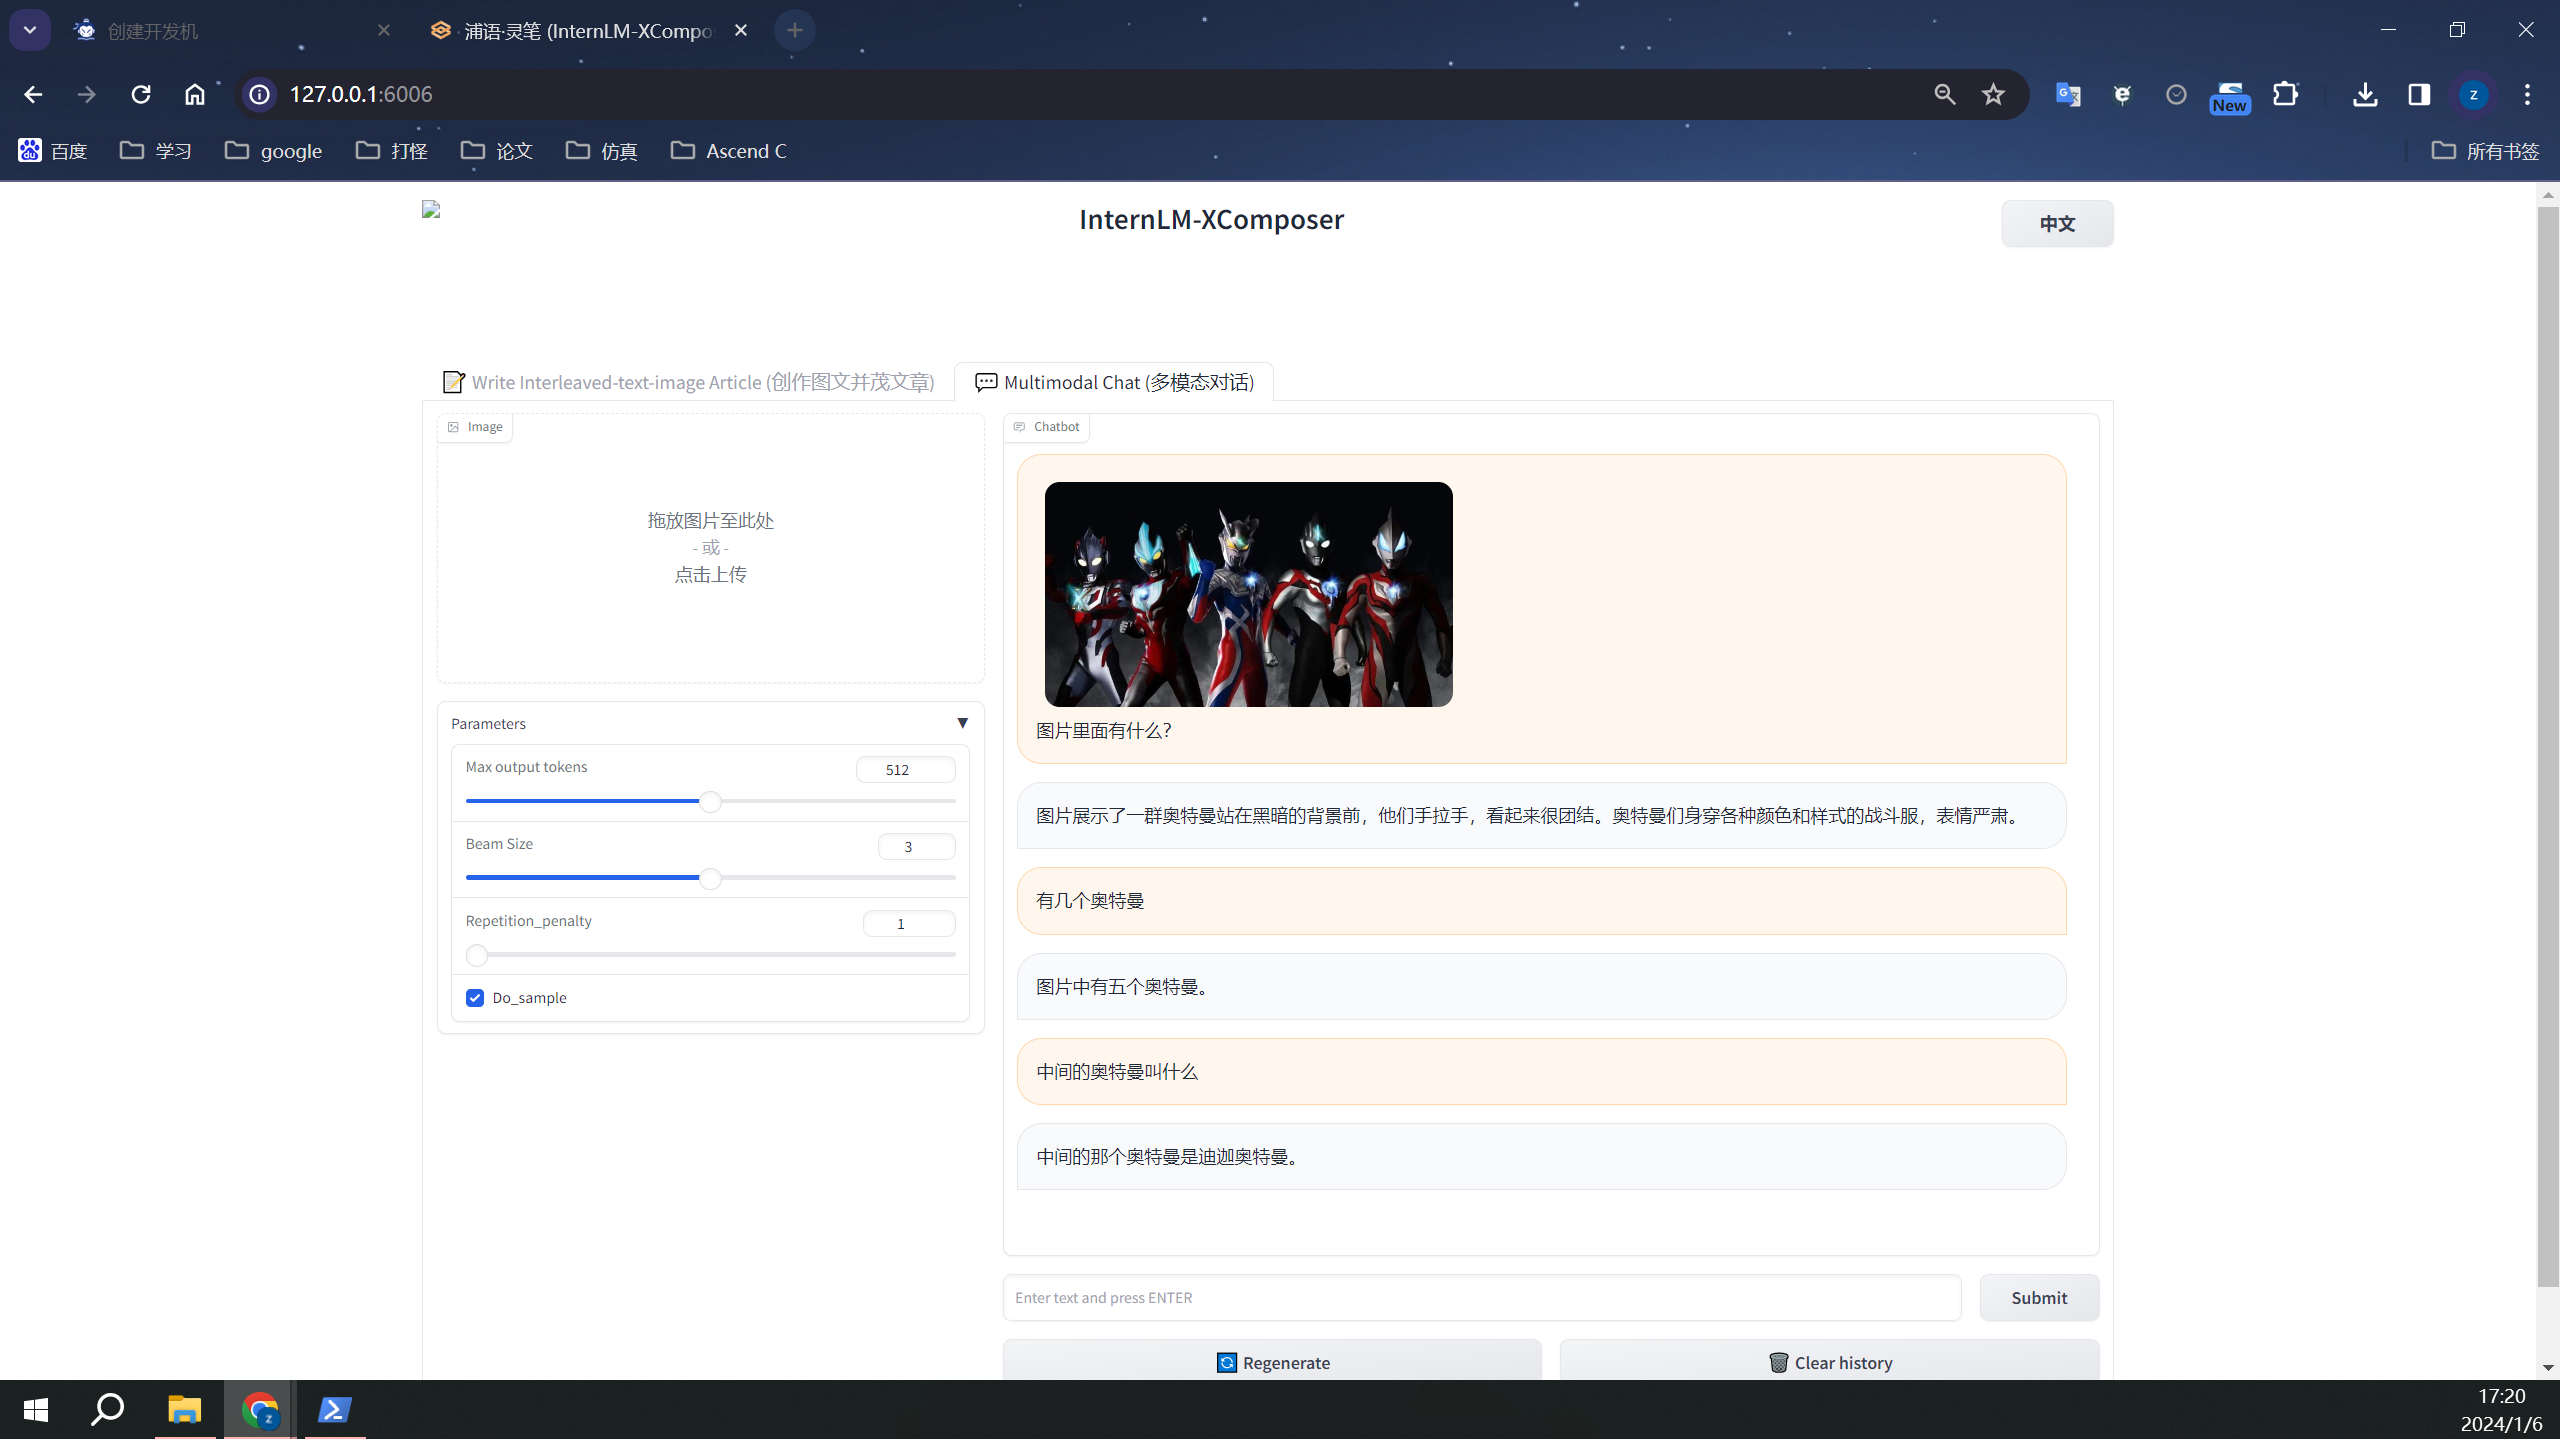 创建开发机
浦语·灵笔 (InternLM-XCompo
127.0.0.1:6006
New
z
百度
学习
google
打怪
论文
仿真
Ascend C
所有书签
InternLM-XComposer
中文
Write Interleaved-text-image Article (创作图文并茂文章)
Multimodal Chat (多模态对话)
Image
拖放图片至此处
- 或 -
点击上传
Parameters
Max output tokens
512
Beam Size
3
Repetition_penalty
1
Do_sample
Chatbot
图片里面有什么?
图片展示了一群奥特曼站在黑暗的背景前，他们手拉手，看起来很团结。奥特曼们身穿各种颜色和样式的战斗服，表情严肃。
有几个奥特曼
图片中有五个奥特曼。
中间的奥特曼叫什么
中间的那个奥特曼是迪迦奥特曼。
Enter text and press ENTER
Submit
Regenerate
Clear history
17:20
2024/1/6